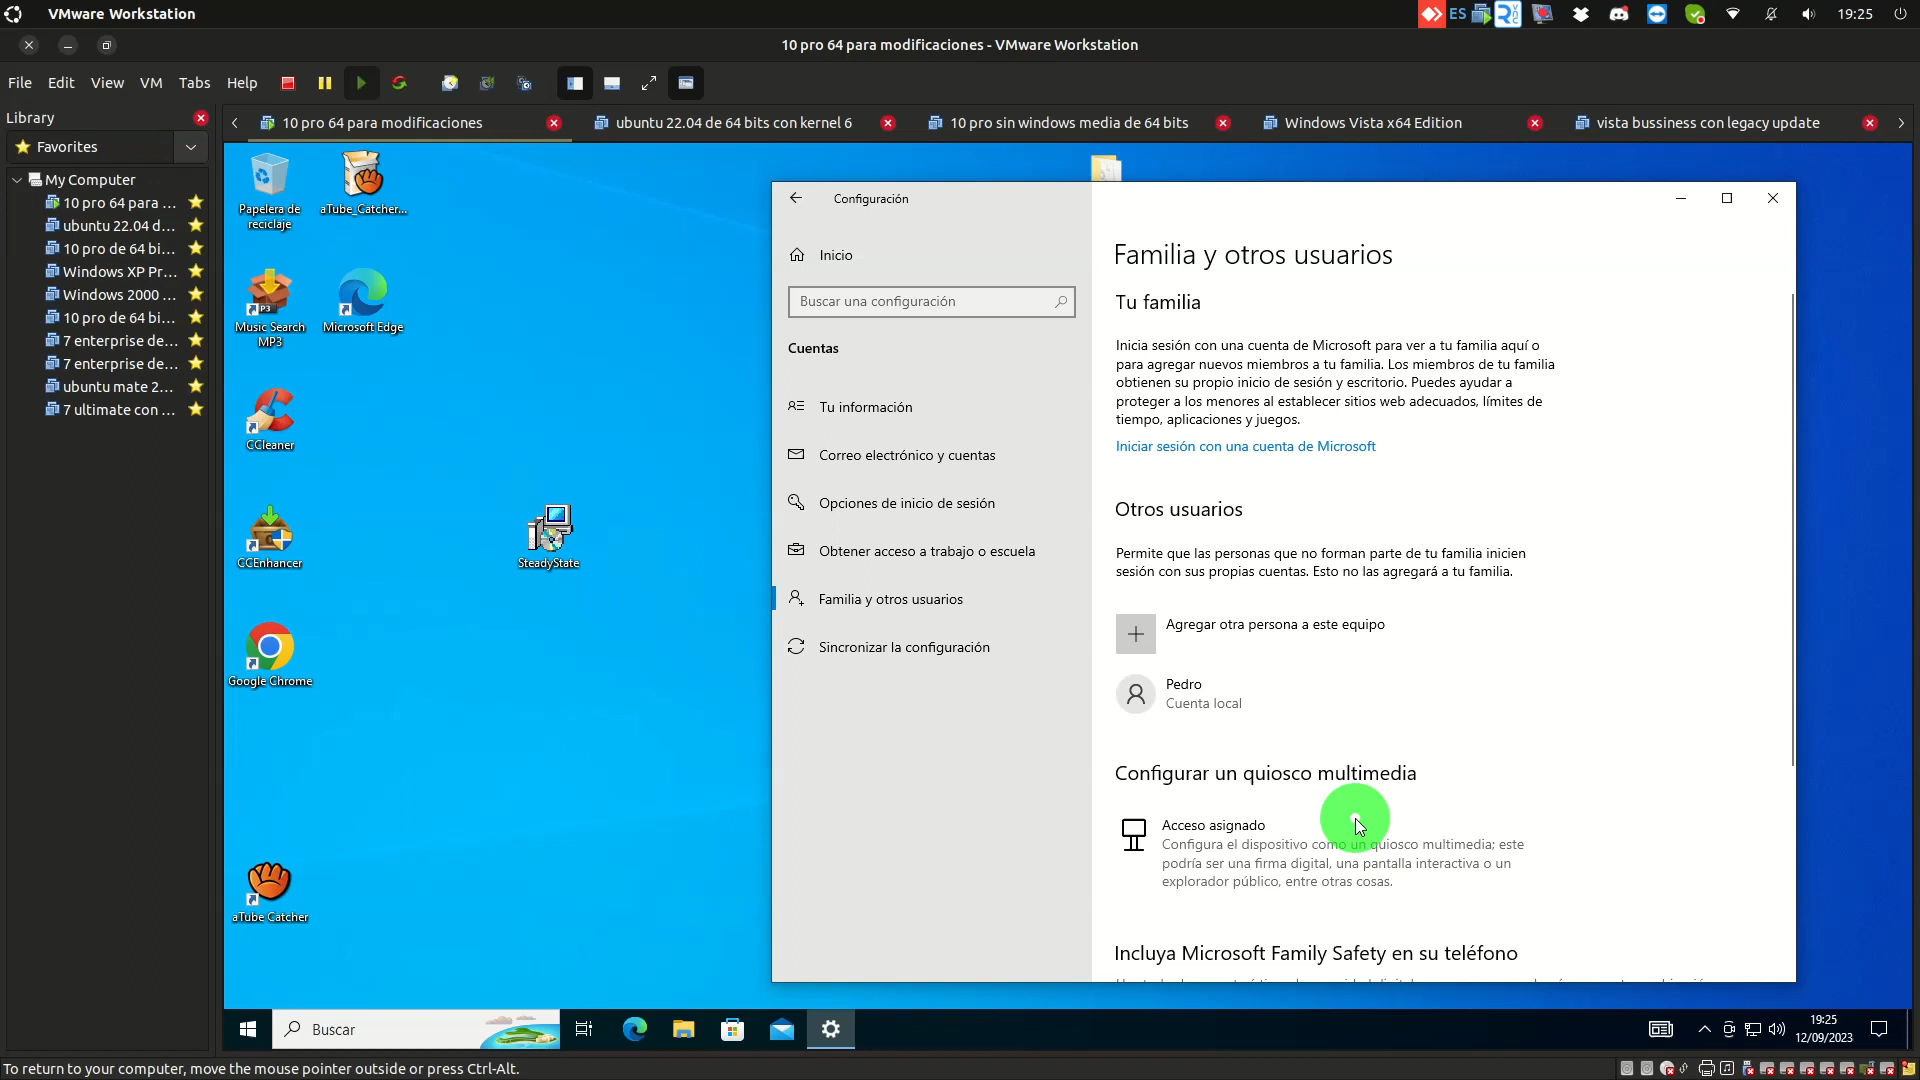 VMware Workstation
ES
19:25
10 pro 64 para modificaciones - VMware Workstation
File Edit View VM Tabs Help
Library
10 pro 64 para modificaciones
ubuntu 22.04 de 64 bits con kernel 6
10 pro sin windows media de 64 bits
Windows Vista x64 Edition
vista bussiness con legacy update
Favorites
My Computer
10 pro 64 para ...
ubuntu 22.04 d...
10 pro de 64 bi...
Windows XP Pr...
Windows 2000 ...
10 pro de 64 bi...
7 enterprise de...
7 enterprise de...
ubuntu mate 2...
7 ultimate con ...
Papelera de
reciclaje
aTube_Catcher...
Music Search
MP3
Microsoft Edge
CCleaner
CCEnhancer
SteadyState
Google Chrome
aTube Catcher
Configuración
Inicio
Buscar una configuración
Cuentas
Tu información
Correo electrónico y cuentas
Opciones de inicio de sesión
Obtener acceso a trabajo o escuela
Familia y otros usuarios
Sincronizar la configuración
Familia y otros usuarios
Tu familia
Inicia sesión con una cuenta de Microsoft para ver a tu familia aquí o
para agregar nuevos miembros a tu familia. Los miembros de tu familia
obtienen su propio inicio de sesión y escritorio. Puedes ayudar a
proteger a los menores al establecer sitios web adecuados, límites de
tiempo, aplicaciones y juegos.
Iniciar sesión con una cuenta de Microsoft
Otros usuarios
Permite que las personas que no forman parte de tu familia inicien
sesión con sus propias cuentas. Esto no las agregará a tu familia.
Agregar otra persona a este equipo
Pedro
Cuenta local
Configurar un quiosco multimedia
Acceso asignado
Configura el dispositivo como un quiosco multimedia; este
podría ser una firma digital, una pantalla interactiva o un
explorador público, entre otras cosas.
Incluya Microsoft Family Safety en su teléfono
Buscar
19:25
12/09/2023
To return to your computer, move the mouse pointer outside or press Ctrl-Alt.